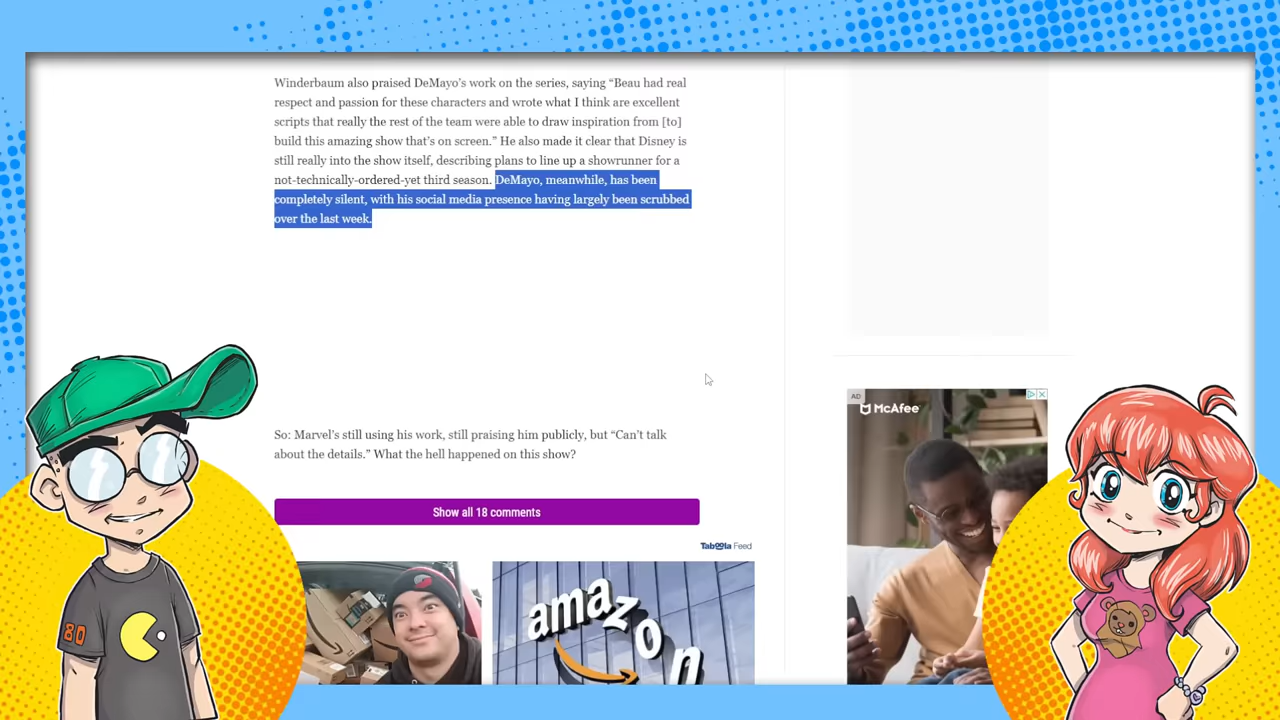 Winderbaum also praised DeMayo's work on the series, saying “Beau had real
respect and passion for these characters and wrote what I think are excellent
scripts that really the rest of the team were able to draw inspiration from [to]
build this amazing show that's on screen.” He also made it clear that Disney is
still really into the show itself, describing plans to line up a showrunner for a
not-technically-ordered-yet third season. DeMayo, meanwhile, has been
completely silent, with his social media presence having largely been scrubbed
over the last week.
AD
McAfee
So: Marvel's still using his work, still praising him publicly, but “Can't talk
about the details.” What the hell happened on this show?
Show all 18 comments
Taboola Feed
amazon
80